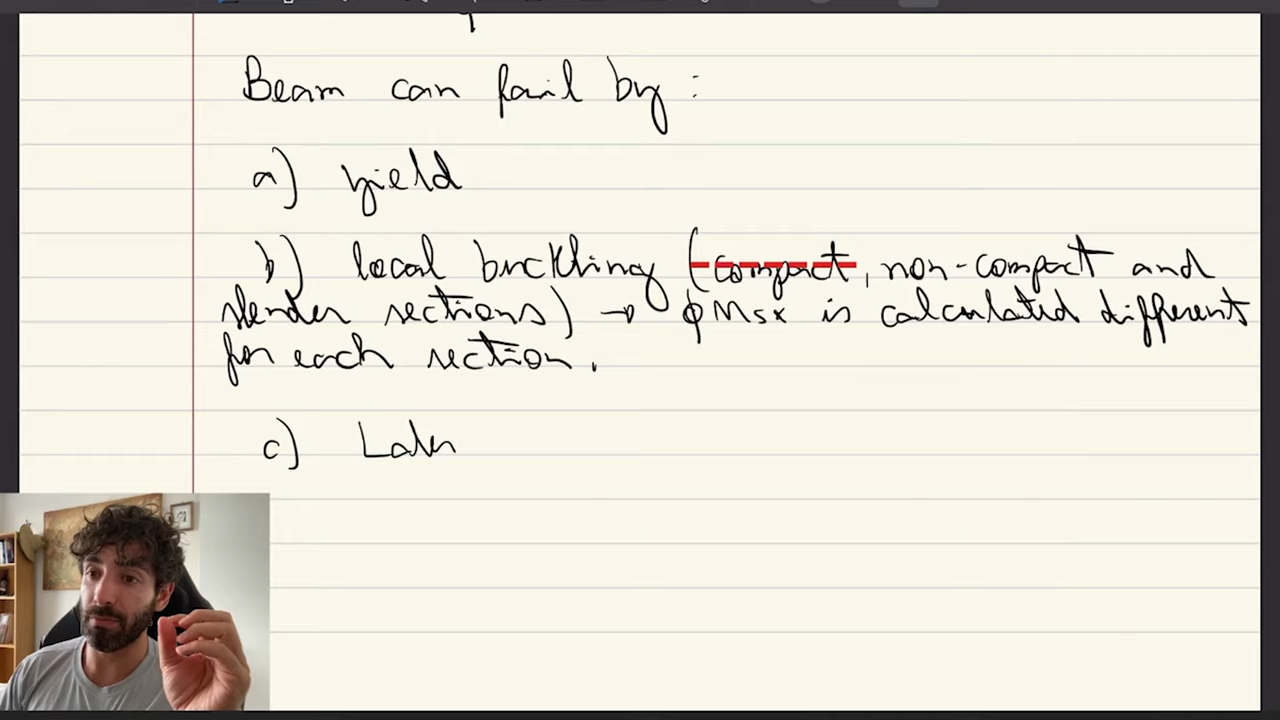 Beam can fail by :
a) yield
b) local buckling (compact, non-compact and
slender sections) → ϕMsx is calculated different
for each section.
c) Later